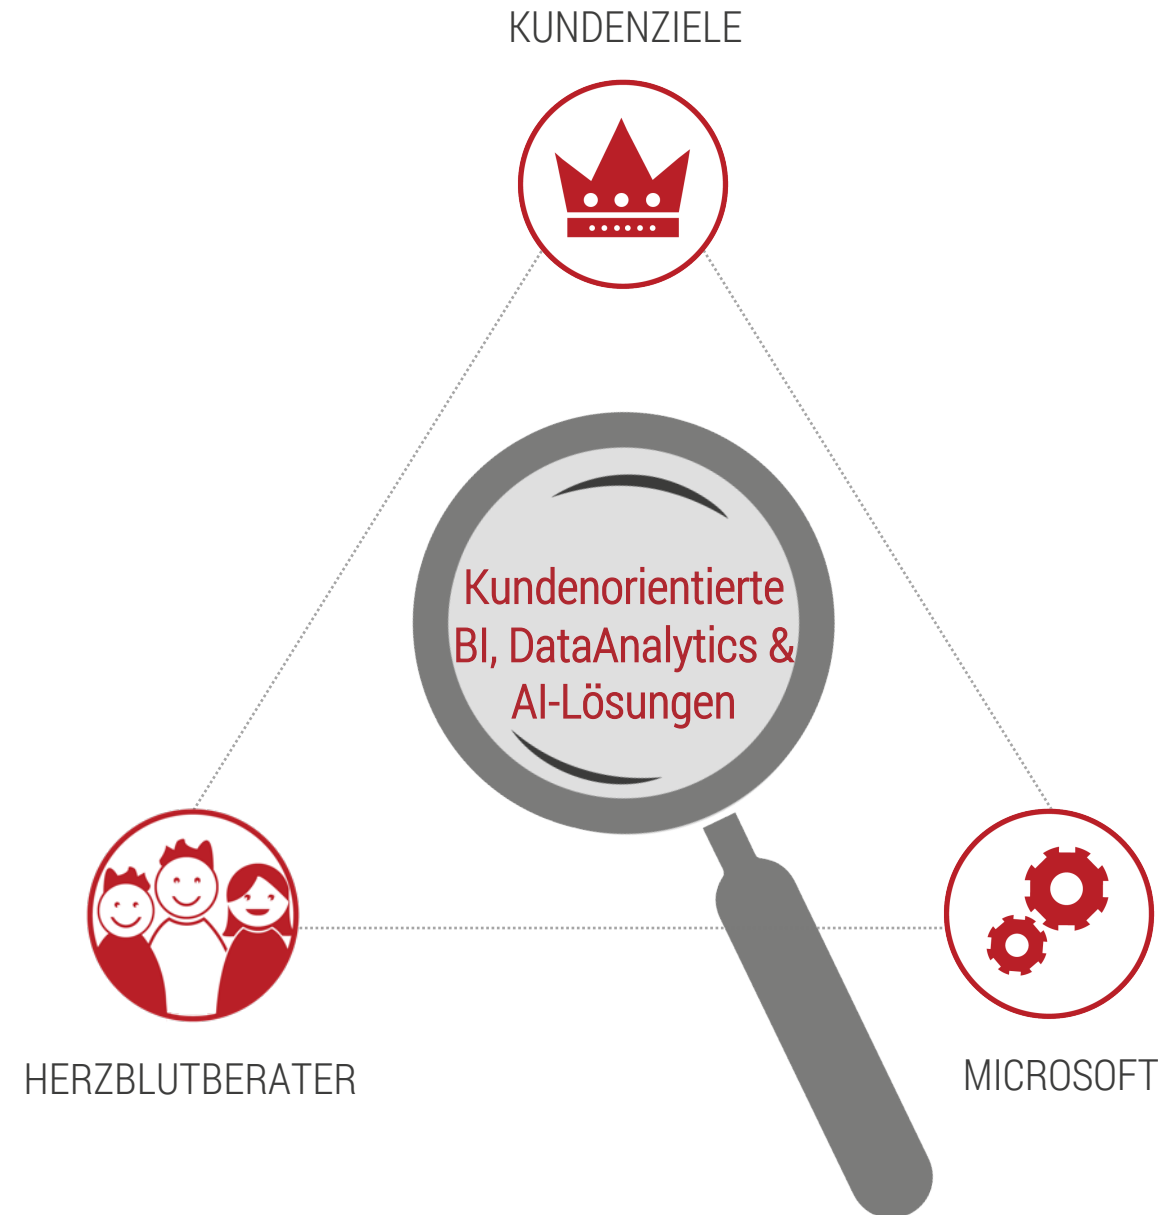 KUNDENZIELE
Kundenorientierte
BI, DataAnalytics &
AI-Lösungen
HERZBLUTBERATER
MICROSOFT